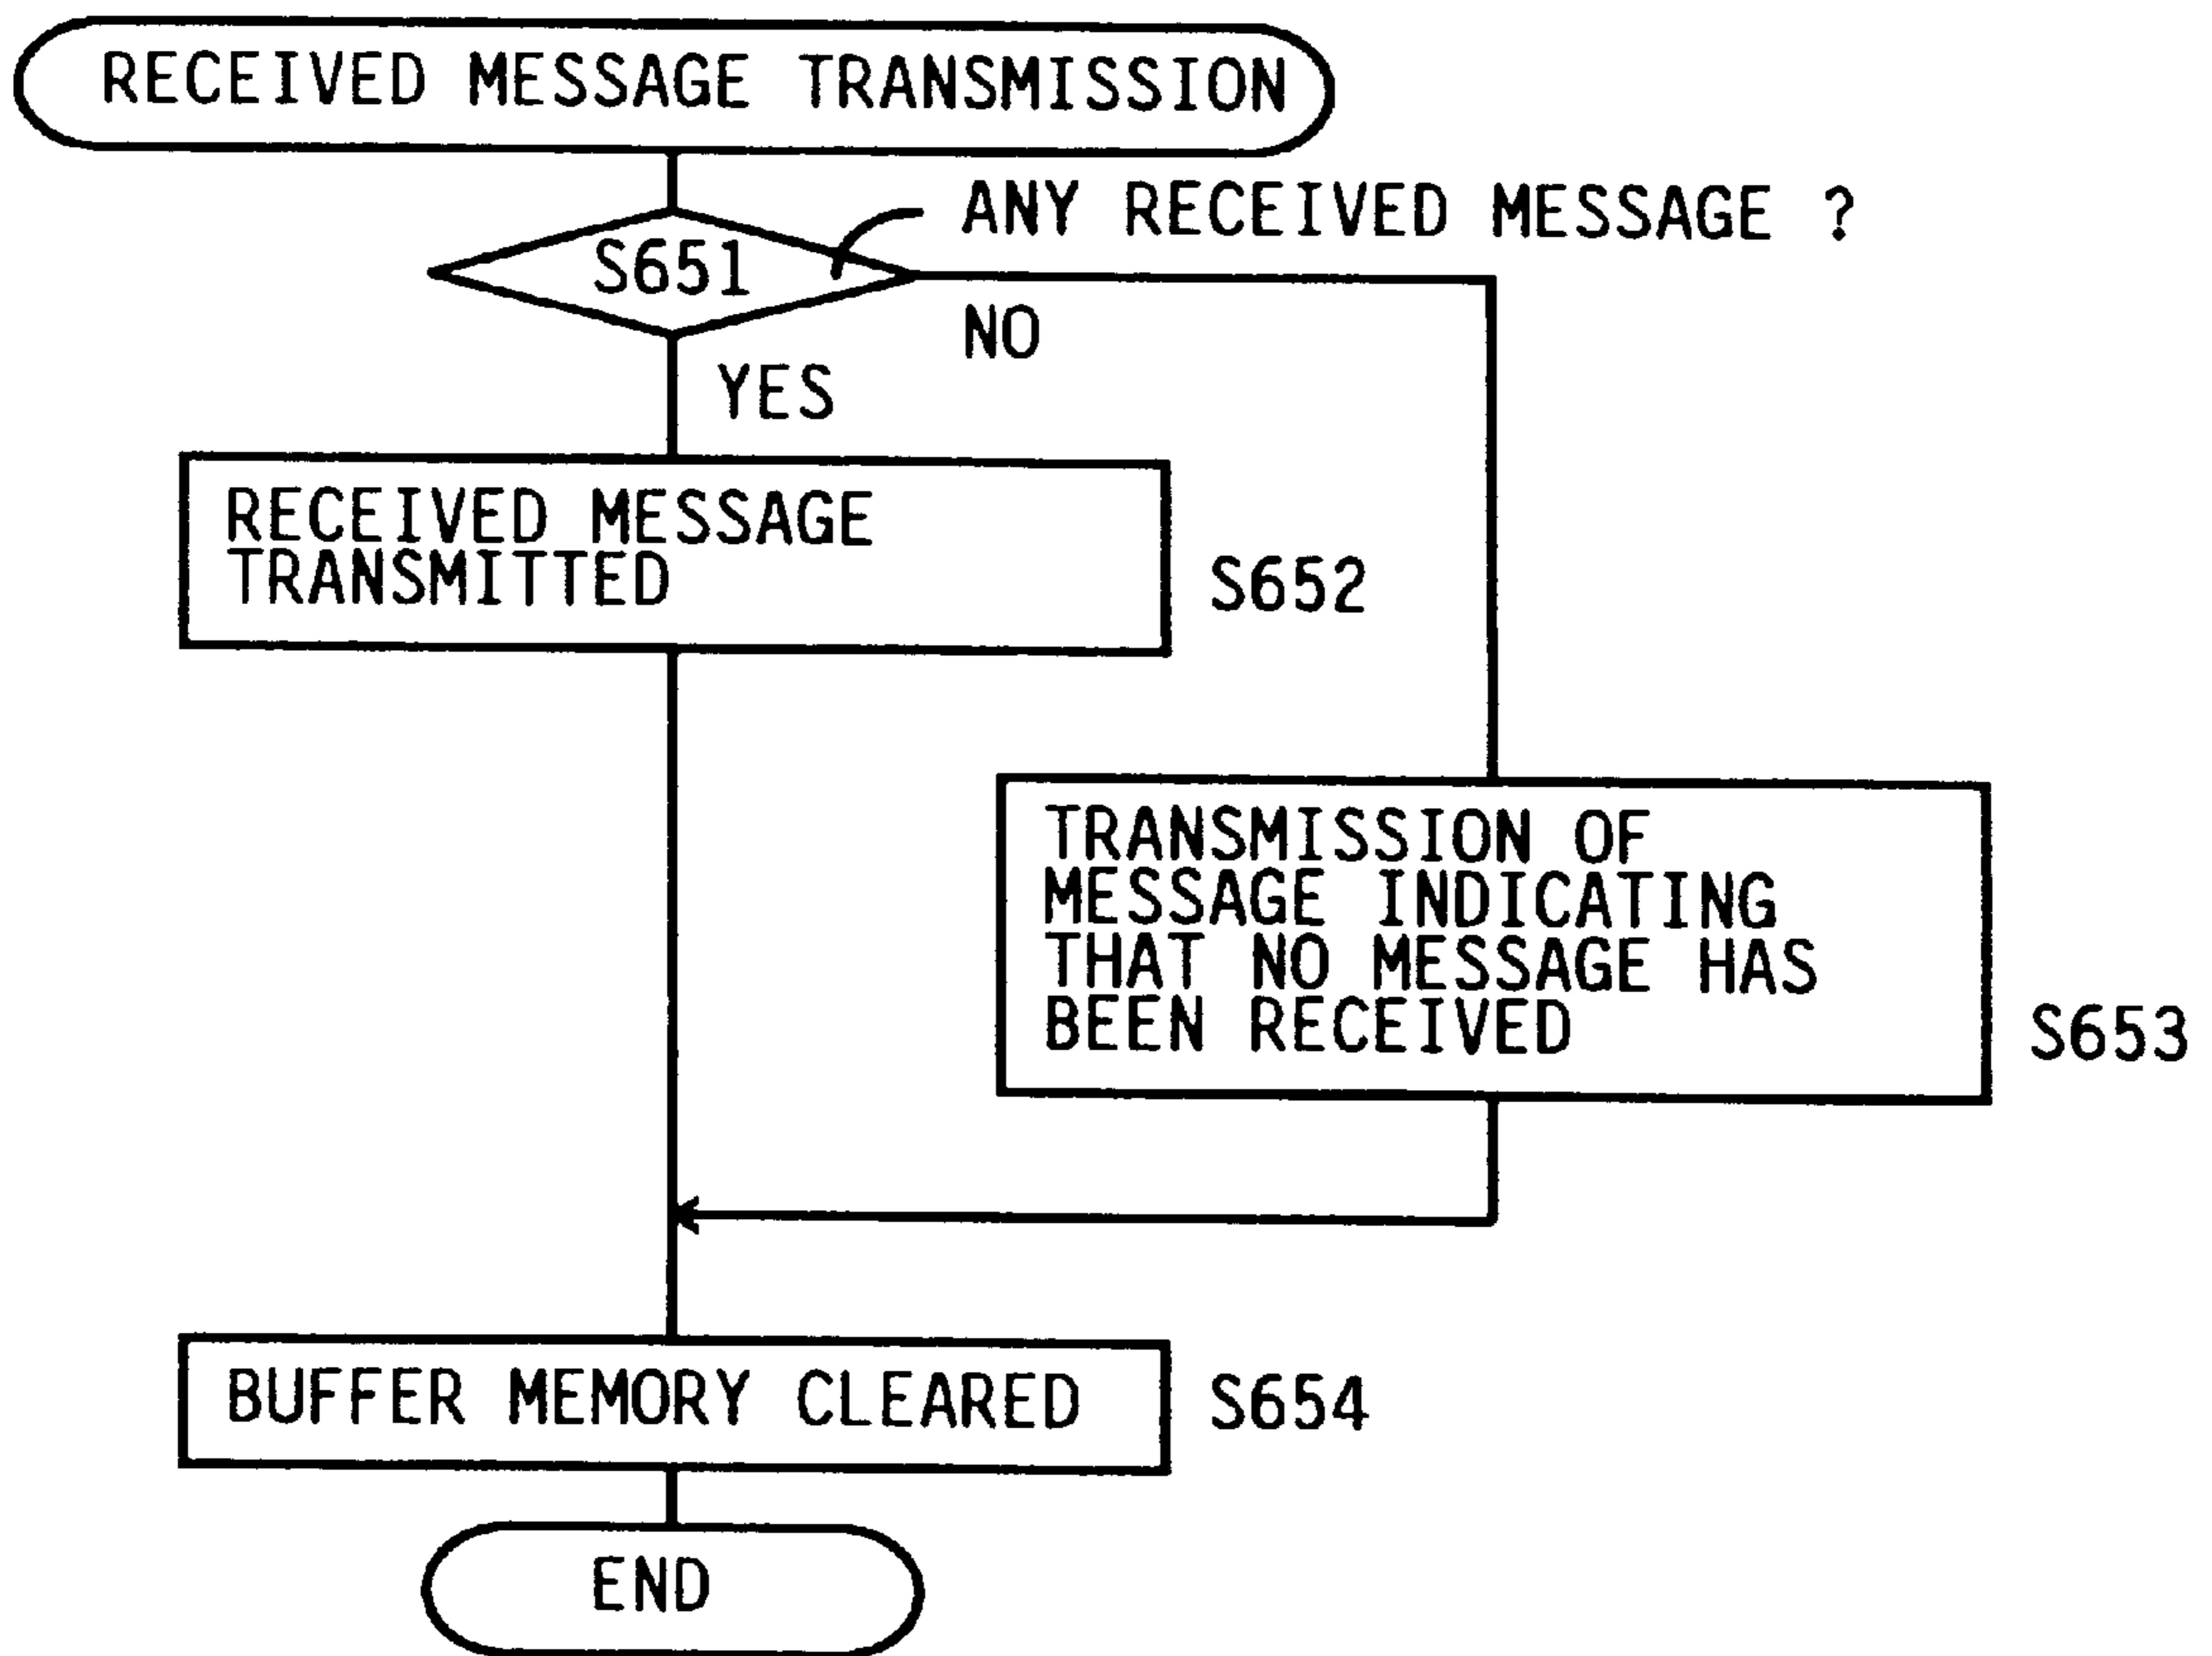 RECEIVED MESSAGE TRANSMISSION
ANY RECEIVED MESSAGE ?
S651
NO
YES
RECEIVED MESSAGE
TRANSMITTED
S652
TRANSMISSION OF
MESSAGE INDICATING
THAT NO MESSAGE HAS
BEEN RECEIVED
S653
BUFFER MEMORY CLEARED
S654
END